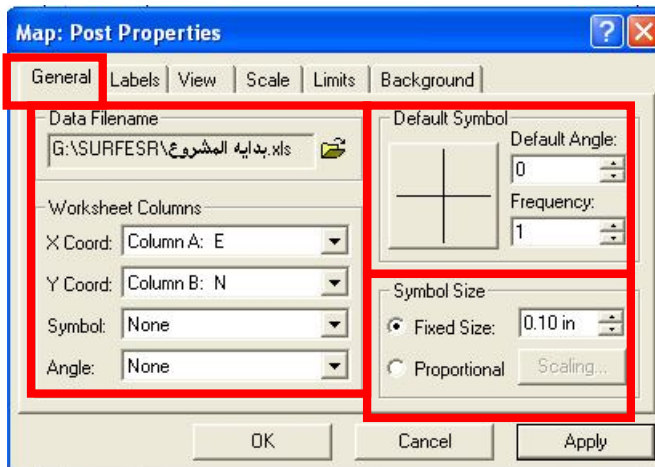 Map: Post Properties
General Labels View Scale Limits Background
Data Filename
G:\SURFESR\بدايه المشروع.xls
Worksheet Columns
X Coord: Column A: E
Y Coord: Column B: N
Symbol: None
Angle: None
Default Symbol
Default Angle:
0
Frequency:
1
Symbol Size
Fixed Size: 0.10 in
Proportional Scaling...
OK Cancel Apply